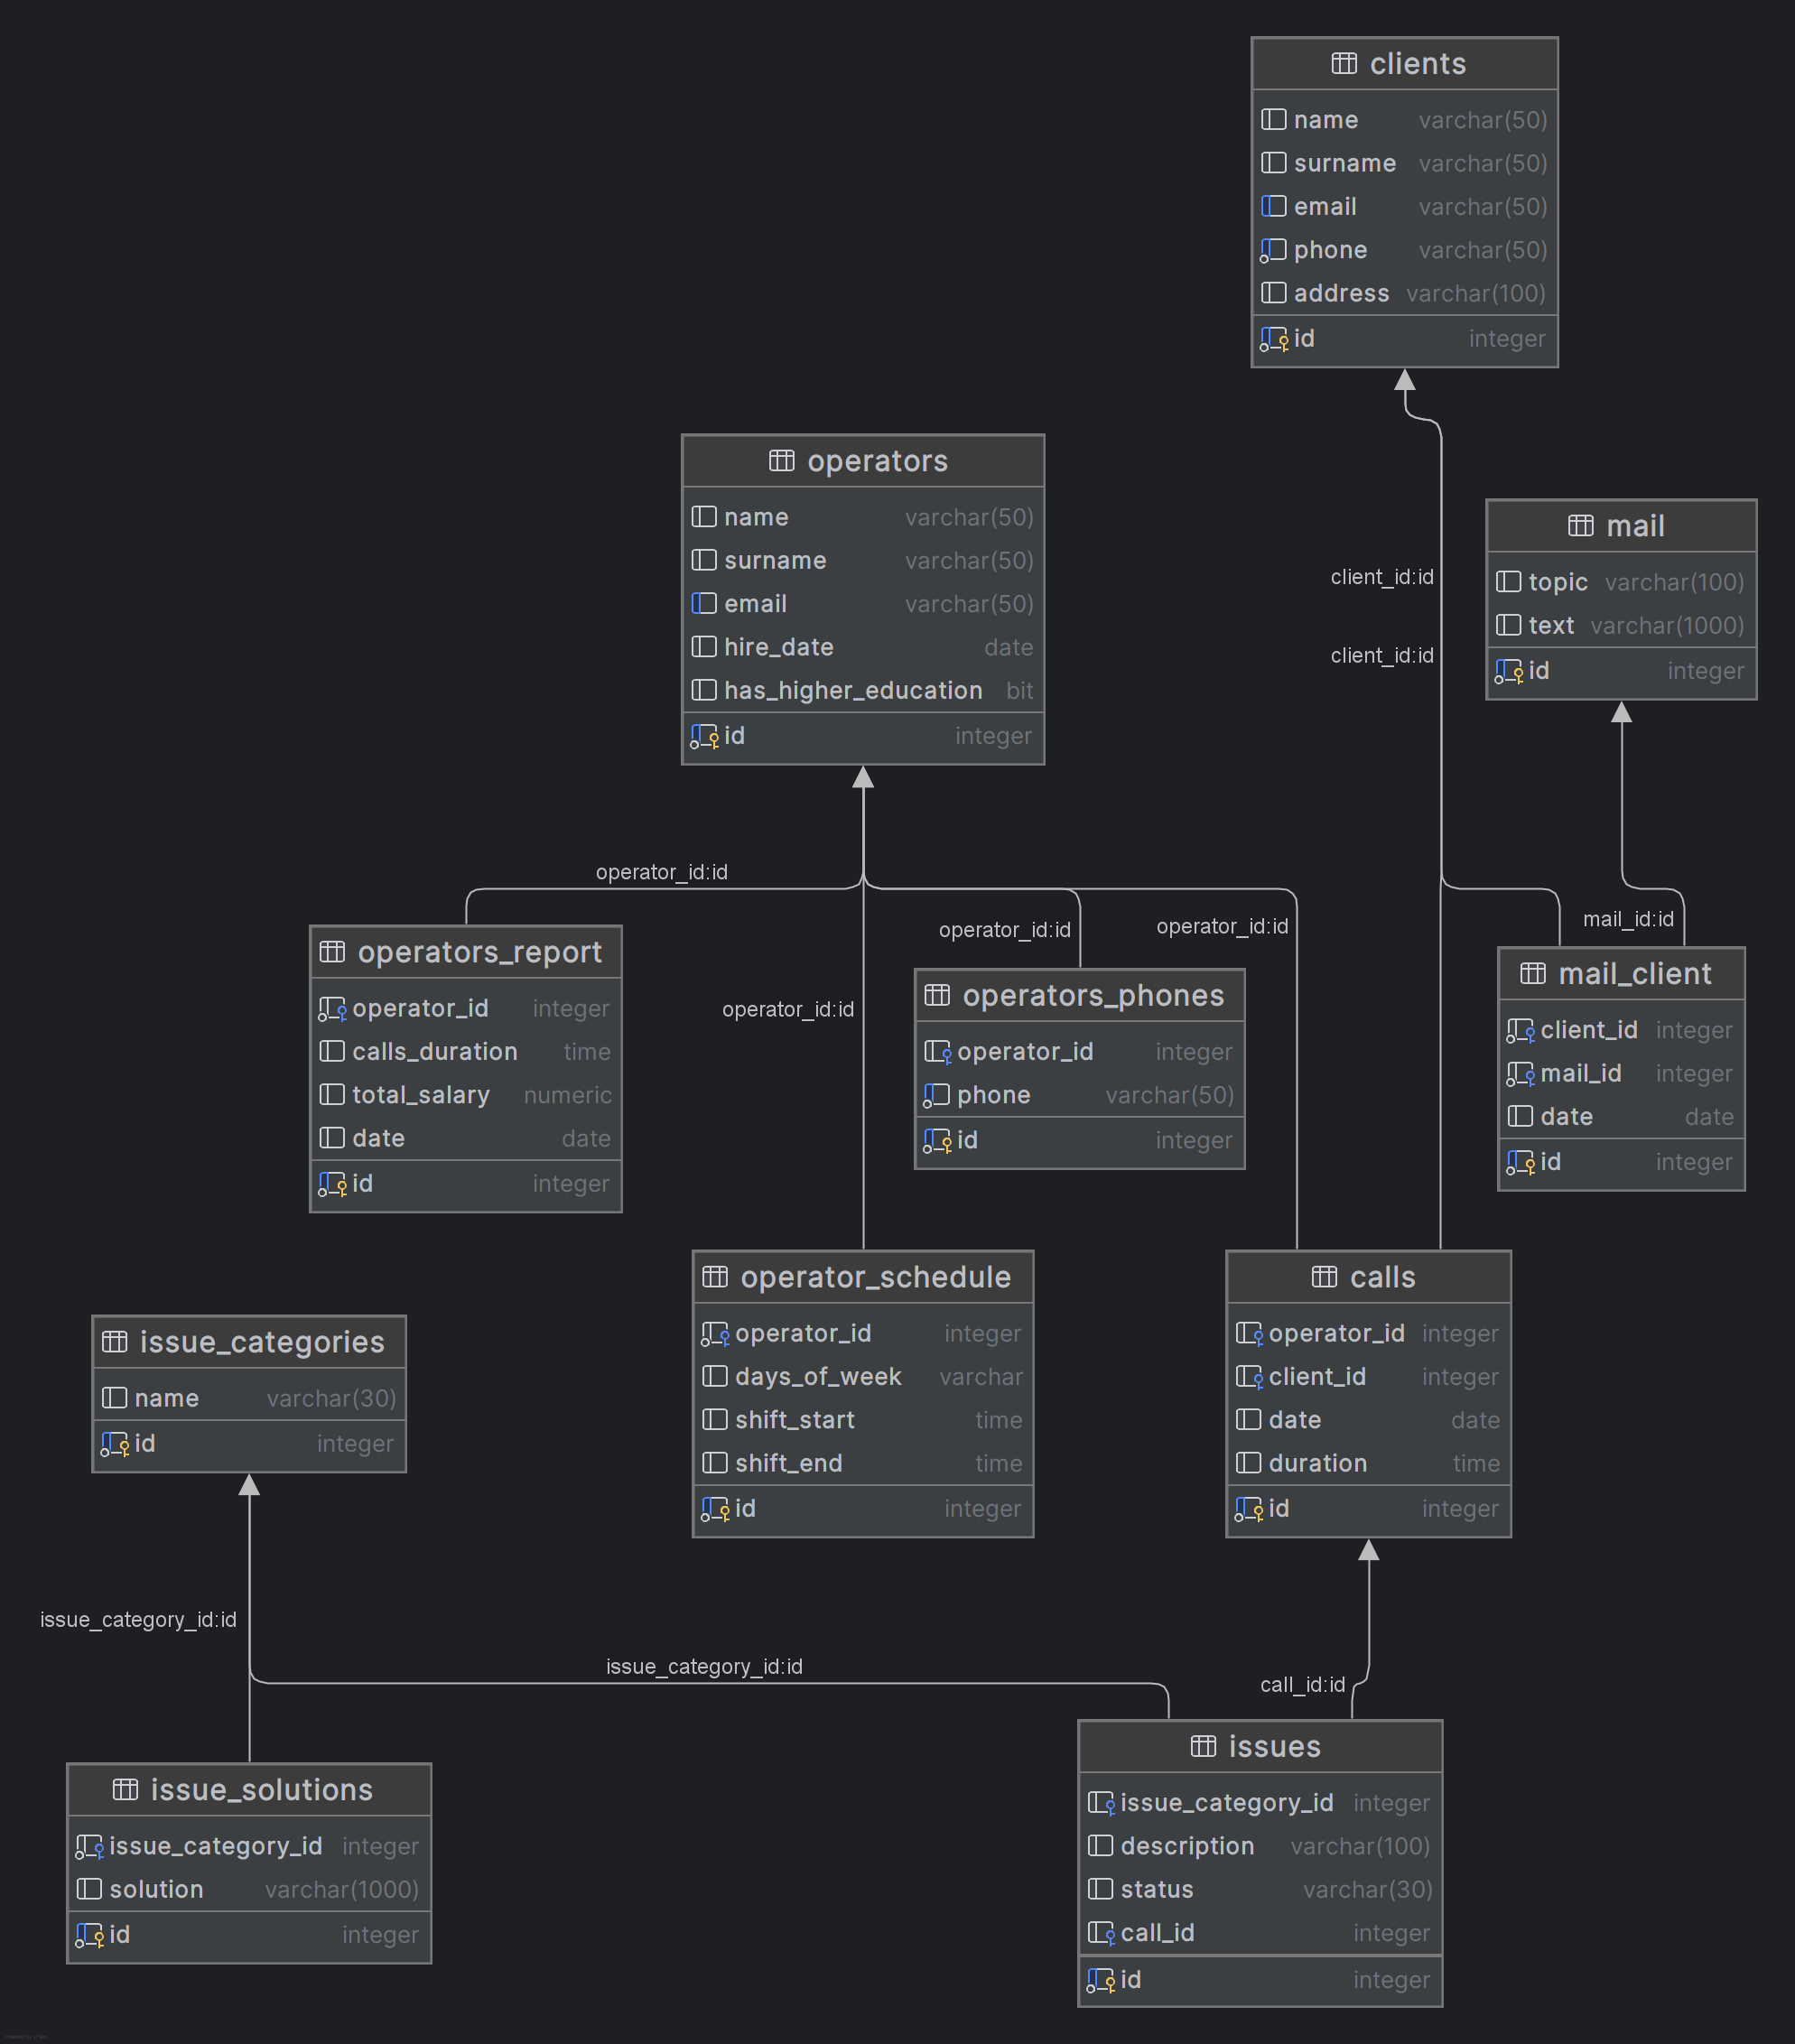 clients
name varchar(50)
surname varchar(50)
email varchar(50)
phone varchar(50)
address varchar(100)
id integer
operators
name varchar(50)
surname varchar(50)
email varchar(50)
hire_date date
has_higher_education bit
id integer
mail
topic varchar(100)
text varchar(1000)
id integer
client_id:id
client_id:id
operator_id:id
operator_id:id
operator_id:id
operator_id:id
mail_id:id
operators_report
operator_id integer
calls_duration time
total_salary numeric
date date
id integer
operators_phones
operator_id integer
phone varchar(50)
id integer
mail_client
client_id integer
mail_id integer
date date
id integer
operator_schedule
operator_id integer
days_of_week varchar
shift_start time
shift_end time
id integer
calls
operator_id integer
client_id integer
date date
duration time
id integer
issue_categories
name varchar(30)
id integer
issue_category_id:id
issue_category_id:id
call_id:id
issue_solutions
issue_category_id integer
solution varchar(1000)
id integer
issues
issue_category_id integer
description varchar(100)
status varchar(30)
call_id integer
id integer